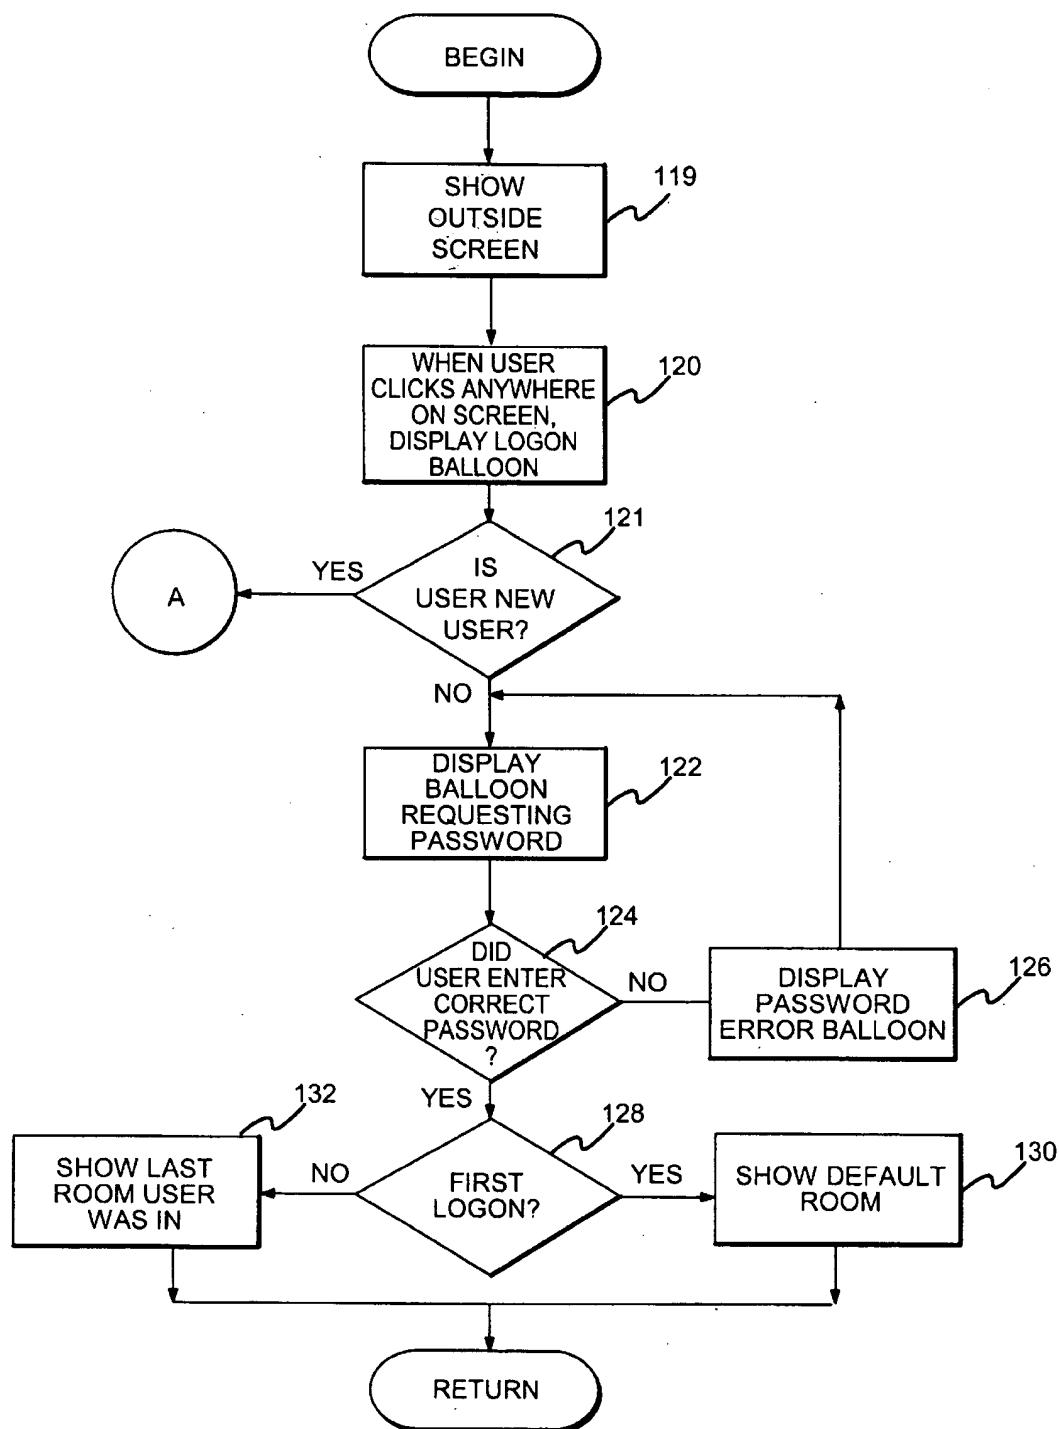 BEGIN
SHOW
OUTSIDE
SCREEN
119
WHEN USER
CLICKS ANYWHERE
ON SCREEN,
DISPLAY LOGON
BALLOON
120
121
IS
USER NEW
USER?
YES
A
NO
DISPLAY
BALLOON
REQUESTING
PASSWORD
122
124
DID
USER ENTER
CORRECT
PASSWORD
?
NO
DISPLAY
PASSWORD
ERROR BALLOON
126
YES
132
128
SHOW LAST
ROOM USER
WAS IN
NO
FIRST
LOGON?
YES
SHOW DEFAULT
ROOM
130
RETURN